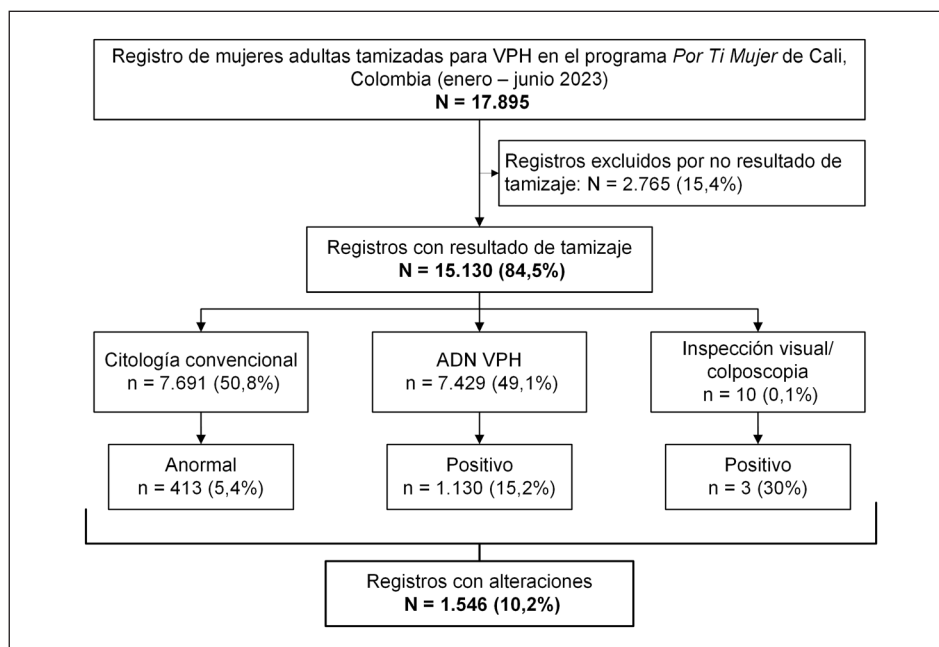 Registro de mujeres adultas tamizadas para VPH en el programa Por Ti Mujer de Cali,
Colombia (enero – junio 2023)
N = 17.895
Registros excluidos por no resultado de
tamizaje: N = 2.765 (15,4%)
Registros con resultado de tamizaje
N = 15.130 (84,5%)
Citología convencional
n = 7.691 (50,8%)
ADN VPH
n = 7.429 (49,1%)
Inspección visual/
colposcopia
n = 10 (0,1%)
Anormal
n = 413 (5,4%)
Positivo
n = 1.130 (15,2%)
Positivo
n = 3 (30%)
Registros con alteraciones
N = 1.546 (10,2%)